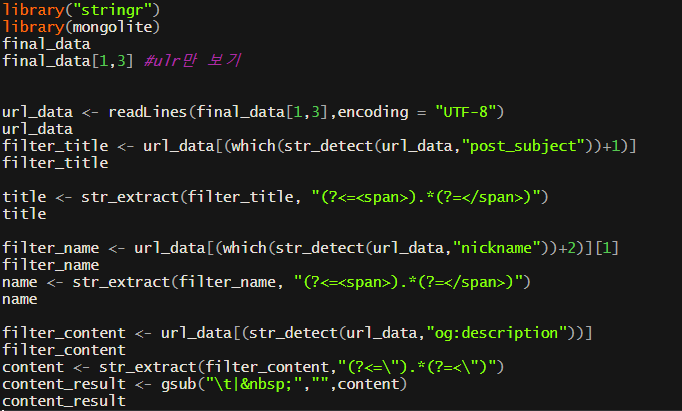 library("stringr")
library(mongolite)
final_data
final_data[1,3] #ulr만 보기
url_data <- readLines(final_data[1,3],encoding = "UTF-8")
url_data
filter_title <- url_data[(which(str_detect(url_data,"post_subject"))+1)]
filter_title
title <- str_extract(filter_title, "(?<=<span>).*(?=</span>)")
title
filter_name <- url_data[(which(str_detect(url_data,"nickname"))+2)][1]
filter_name
name <- str_extract(filter_name, "(?<=<span>).*(?=</span>)")
name
filter_content <- url_data[(str_detect(url_data,"og:description"))]
filter_content
content <- str_extract(filter_content,"(?<=\").*(?=<\")")
content_result <- gsub("\t|&nbsp;","",content)
content_result